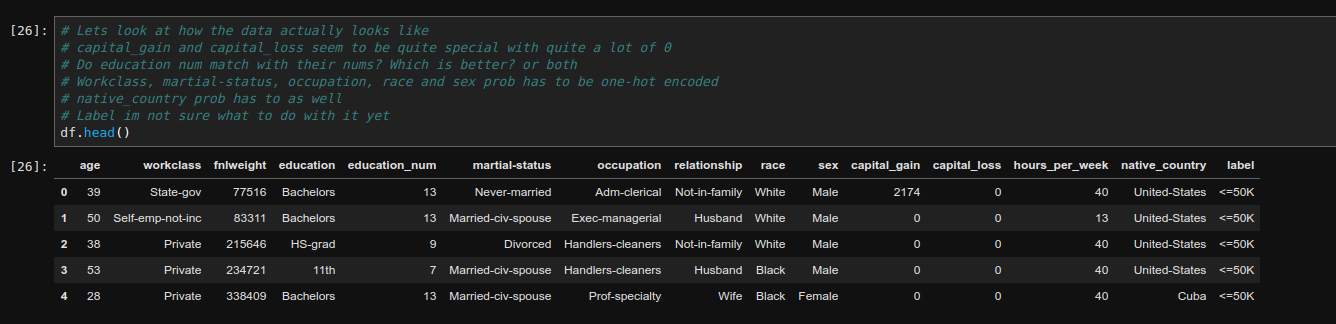 [26]: # Lets look at how the data actually looks like
# capital_gain and capital_loss seem to be quite special with quite a lot of 0
# Do education num match with their nums? Which is better? or both
# Workclass, martial-status, occupation, race and sex prob has to be one-hot encoded
# native_country prob has to as well
# Label im not sure what to do with it yet
df.head()
[26]: age workclass fnlweight education education_num martial-status occupation relationship race sex capital_gain capital_loss hours_per_week native_country label
0 39 State-gov 77516 Bachelors 13 Never-married Adm-clerical Not-in-family White Male 2174 0 40 United-States <=50K
1 50 Self-emp-not-inc 83311 Bachelors 13 Married-civ-spouse Exec-managerial Husband White Male 0 0 13 United-States <=50K
2 38 Private 215646 HS-grad 9 Divorced Handlers-cleaners Not-in-family White Male 0 0 40 United-States <=50K
3 53 Private 234721 11th 7 Married-civ-spouse Handlers-cleaners Husband Black Male 0 0 40 United-States <=50K
4 28 Private 338409 Bachelors 13 Married-civ-spouse Prof-specialty Wife Black Female 0 0 40 Cuba <=50K